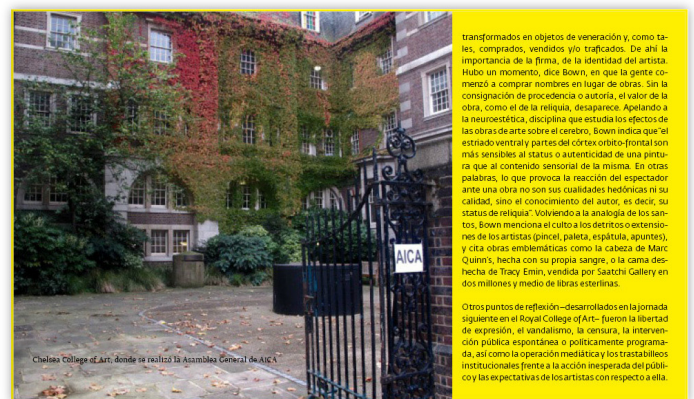 AICA
Chelsea College of Art, donde se realizó la Asamblea General de AICA
transformados en objetos de veneración y, como ta-
les, comprados, vendidos y/o traficados. De ahí la
importancia de la firma, de la identidad del artista.
Hubo un momento, dice Bown, en que la gente co-
menzó a comprar nombres en lugar de obras. Sin la
consignación de procedencia o autoría, el valor de la
obra, como el de la reliquia, desaparece. Apelando a
la neuroestética, disciplina que estudia los efectos de
las obras de arte sobre el cerebro, Bown indica que "el
estriado ventral y partes del córtex orbito-frontal son
más sensibles al status o autenticidad de una pintu-
ra que al contenido sensorial de la misma. En otras
palabras, lo que provoca la reacción del espectador
ante una obra no son sus cualidades hedónicas ni su
calidad, sino el conocimiento del autor, es decir, su
status de reliquia". Volviendo a la analogía de los san-
tos, Bown menciona el culto a los detritos o extensio-
nes de los artistas (pincel, paleta, espátula, apuntes),
y cita obras emblemáticas como la cabeza de Marc
Quinn's, hecha con su propia sangre, o la cama des-
hecha de Tracy Emin, vendida por Saatchi Gallery en
dos millones y medio de libras esterlinas.
Otros puntos de reflexión –desarrollados en la jornada
siguiente en el Royal College of Art– fueron la libertad
de expresión, el vandalismo, la censura, la interven-
ción pública espontánea o políticamente programa-
da, así como la operación mediática y los trastabilleos
institucionales frente a la acción inesperada del públi-
co y las expectativas de los artistas con respecto a ella.